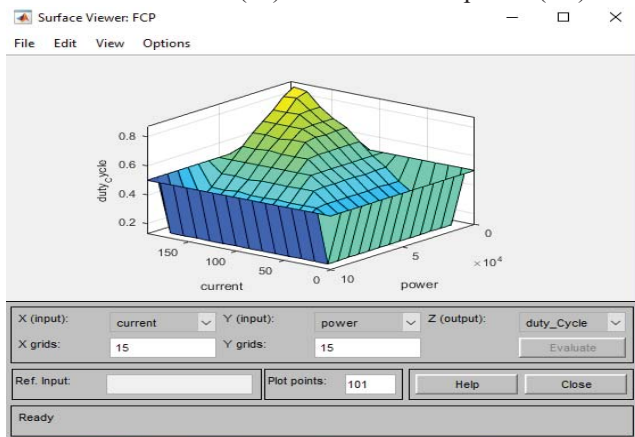 Surface Viewer: FCP
File Edit View Options
0.8
0.6
0.4
0.2
duty_cycle
150
100
50
0
current
10
5
0
× 10^4
power
X (input): current Y (input): power Z (output): duty_Cycle
X grids: 15 Y grids: 15 Evaluate
Ref. Input: Plot points: 101 Help Close
Ready